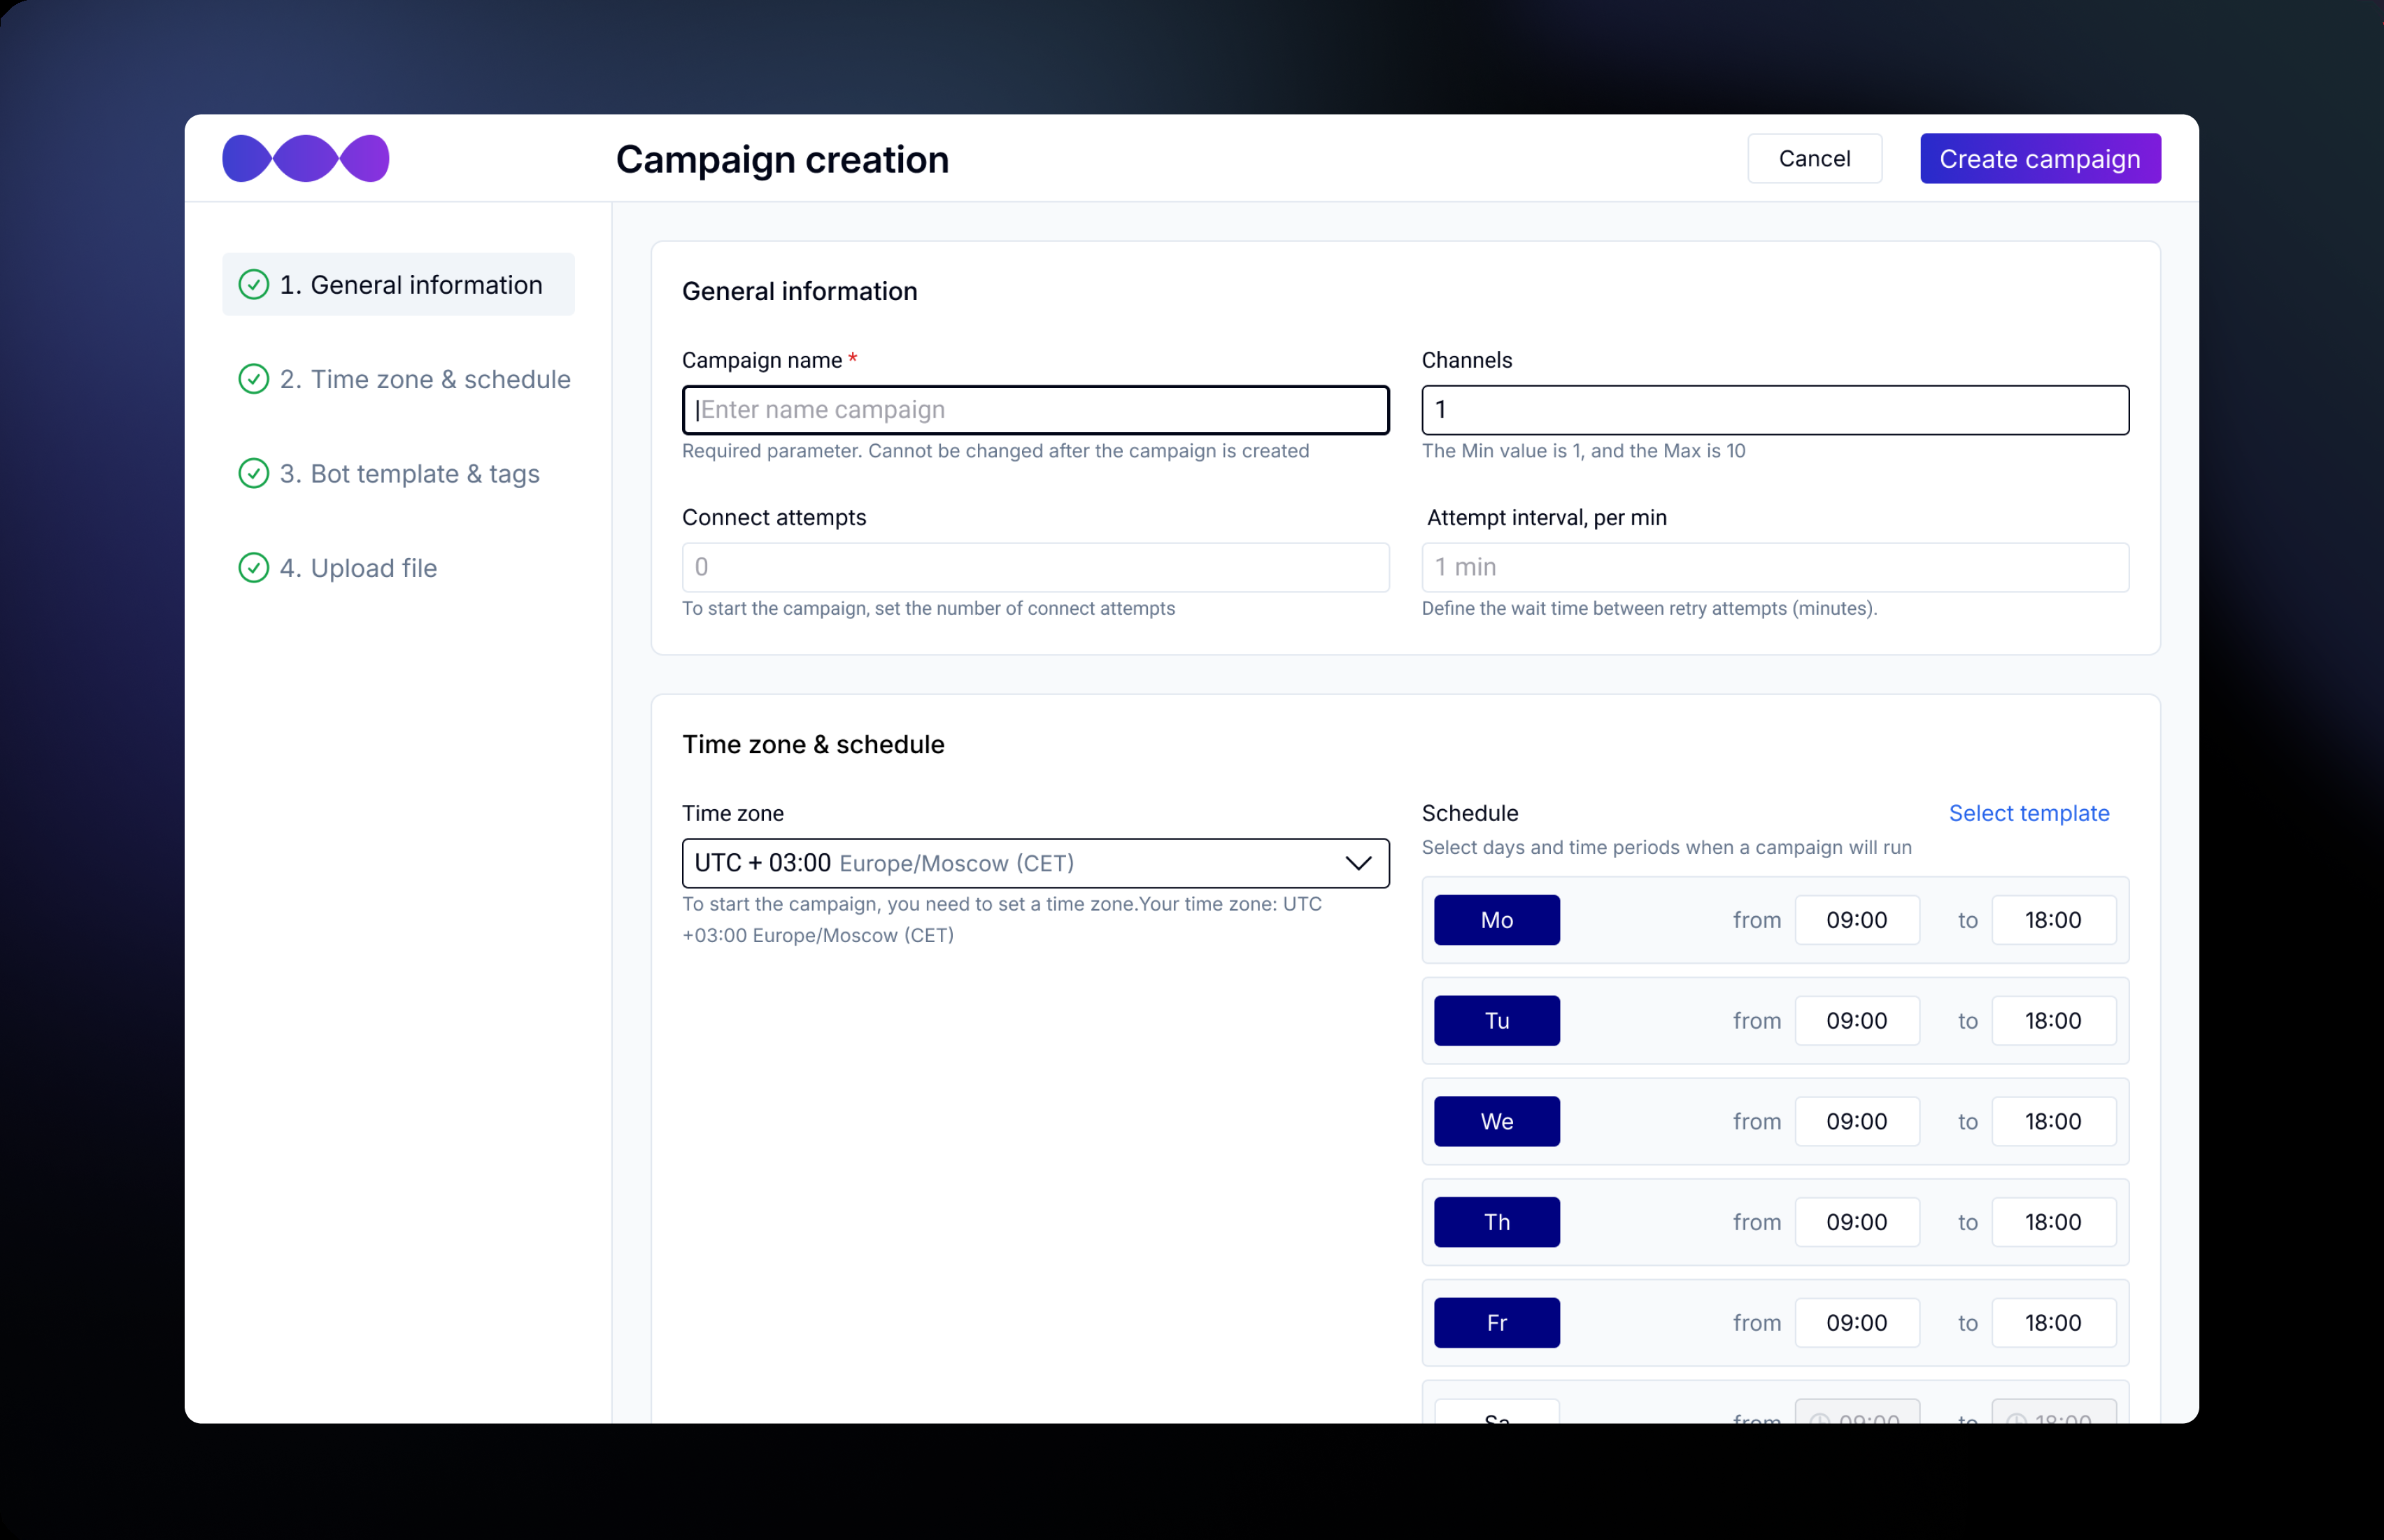 Campaign creation
Cancel
Create campaign
1. General information
2. Time zone & schedule
3. Bot template & tags
4. Upload file
General information
Campaign name *
Enter name campaign
Required parameter. Cannot be changed after the campaign is created
Channels
1
The Min value is 1, and the Max is 10
Connect attempts
0
To start the campaign, set the number of connect attempts
Attempt interval, per min
1 min
Define the wait time between retry attempts (minutes).
Time zone & schedule
Time zone
UTC + 03:00 Europe/Moscow (CET)
To start the campaign, you need to set a time zone.Your time zone: UTC
+03:00 Europe/Moscow (CET)
Schedule
Select template
Select days and time periods when a campaign will run
Mo from 09:00 to 18:00
Tu from 09:00 to 18:00
We from 09:00 to 18:00
Th from 09:00 to 18:00
Fr from 09:00 to 18:00
Sa from 09:00 to 18:00